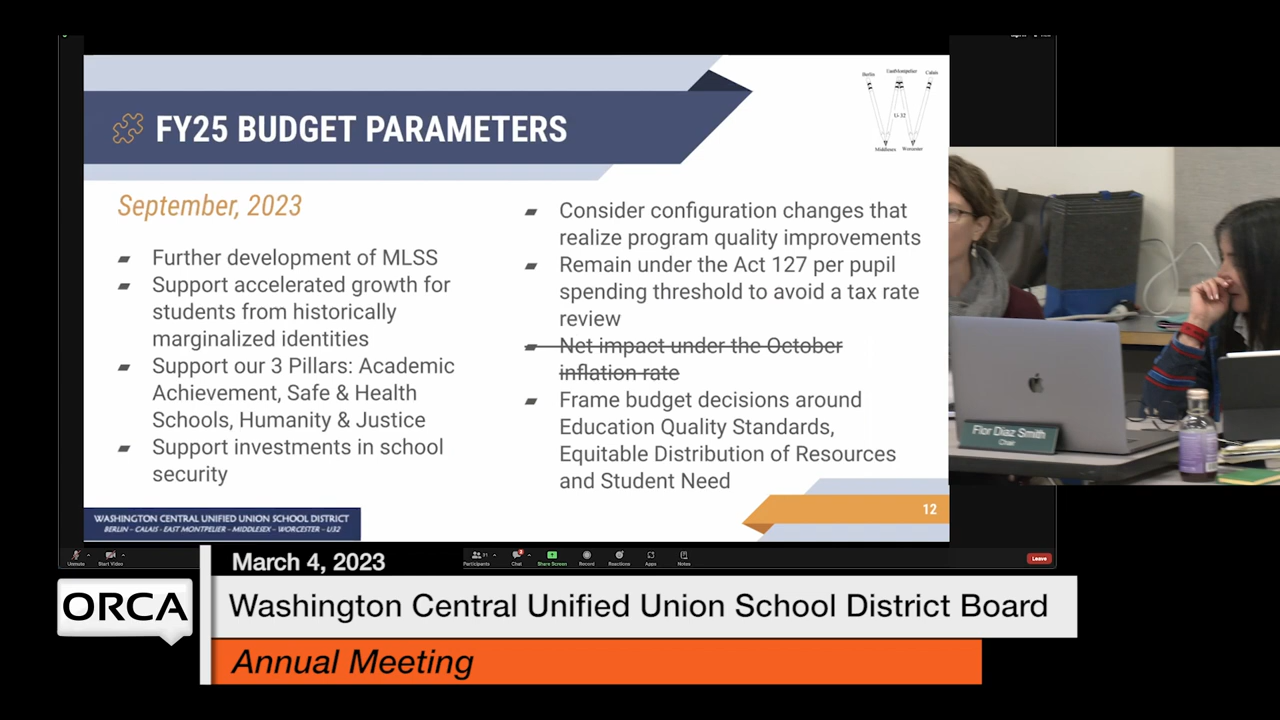 FY25 BUDGET PARAMETERS
Berlin
EastMontpelier
Calais
U-32
Middlesex
Worcester
September, 2023
Further development of MLSS
Support accelerated growth for
students from historically
marginalized identities
Support our 3 Pillars: Academic
Achievement, Safe & Health
Schools, Humanity & Justice
Support investments in school
security
Consider configuration changes that
realize program quality improvements
Remain under the Act 127 per pupil
spending threshold to avoid a tax rate
review
Net impact under the October
inflation rate
Frame budget decisions around
Education Quality Standards,
Equitable Distribution of Resources
and Student Need
12
WASHINGTON CENTRAL UNIFIED UNION SCHOOL DISTRICT
BERLIN – CALAIS - EAST MONTPELIER – MIDDLESEX – WORCESTER – U32
Flor Diaz Smith
Chair
Unmute
Start Video
Participants
31
Chat
Share Screen
Record
Reactions
Apps
Notes
Leave
March 4, 2023
ORCA
Washington Central Unified Union School District Board
Annual Meeting